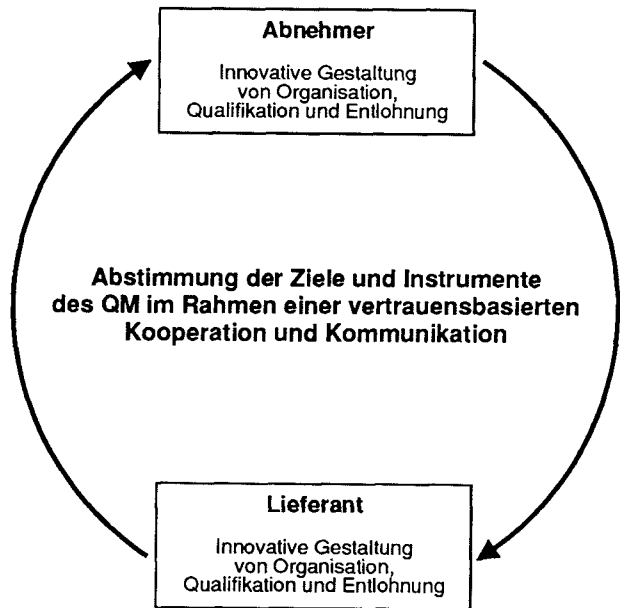 Abnehmer
Innovative Gestaltung
von Organisation,
Qualifikation und Entlohnung
Abstimmung der Ziele und Instrumente
des QM im Rahmen einer vertrauensbasierten
Kooperation und Kommunikation
Lieferant
Innovative Gestaltung
von Organisation,
Qualifikation und Entlohnung